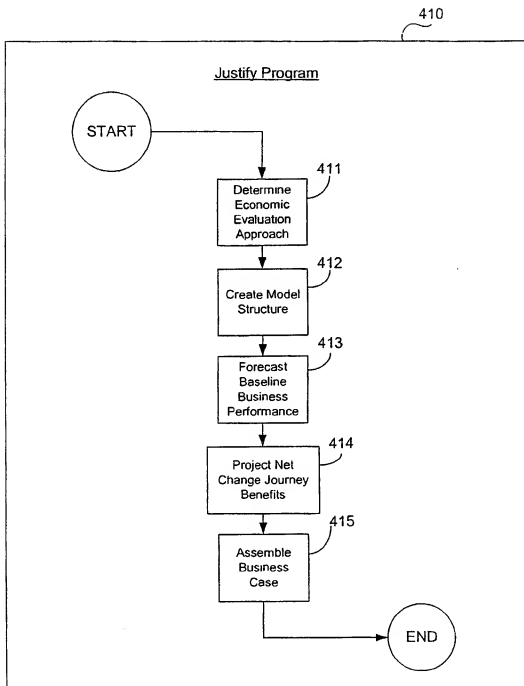 410
Justify Program
START
411
Determine
Economic
Evaluation
Approach
412
Create Model
Structure
413
Forecast
Baseline
Business
Performance
414
Project Net
Change Journey
Benefits
415
Assemble
Business
Case
END